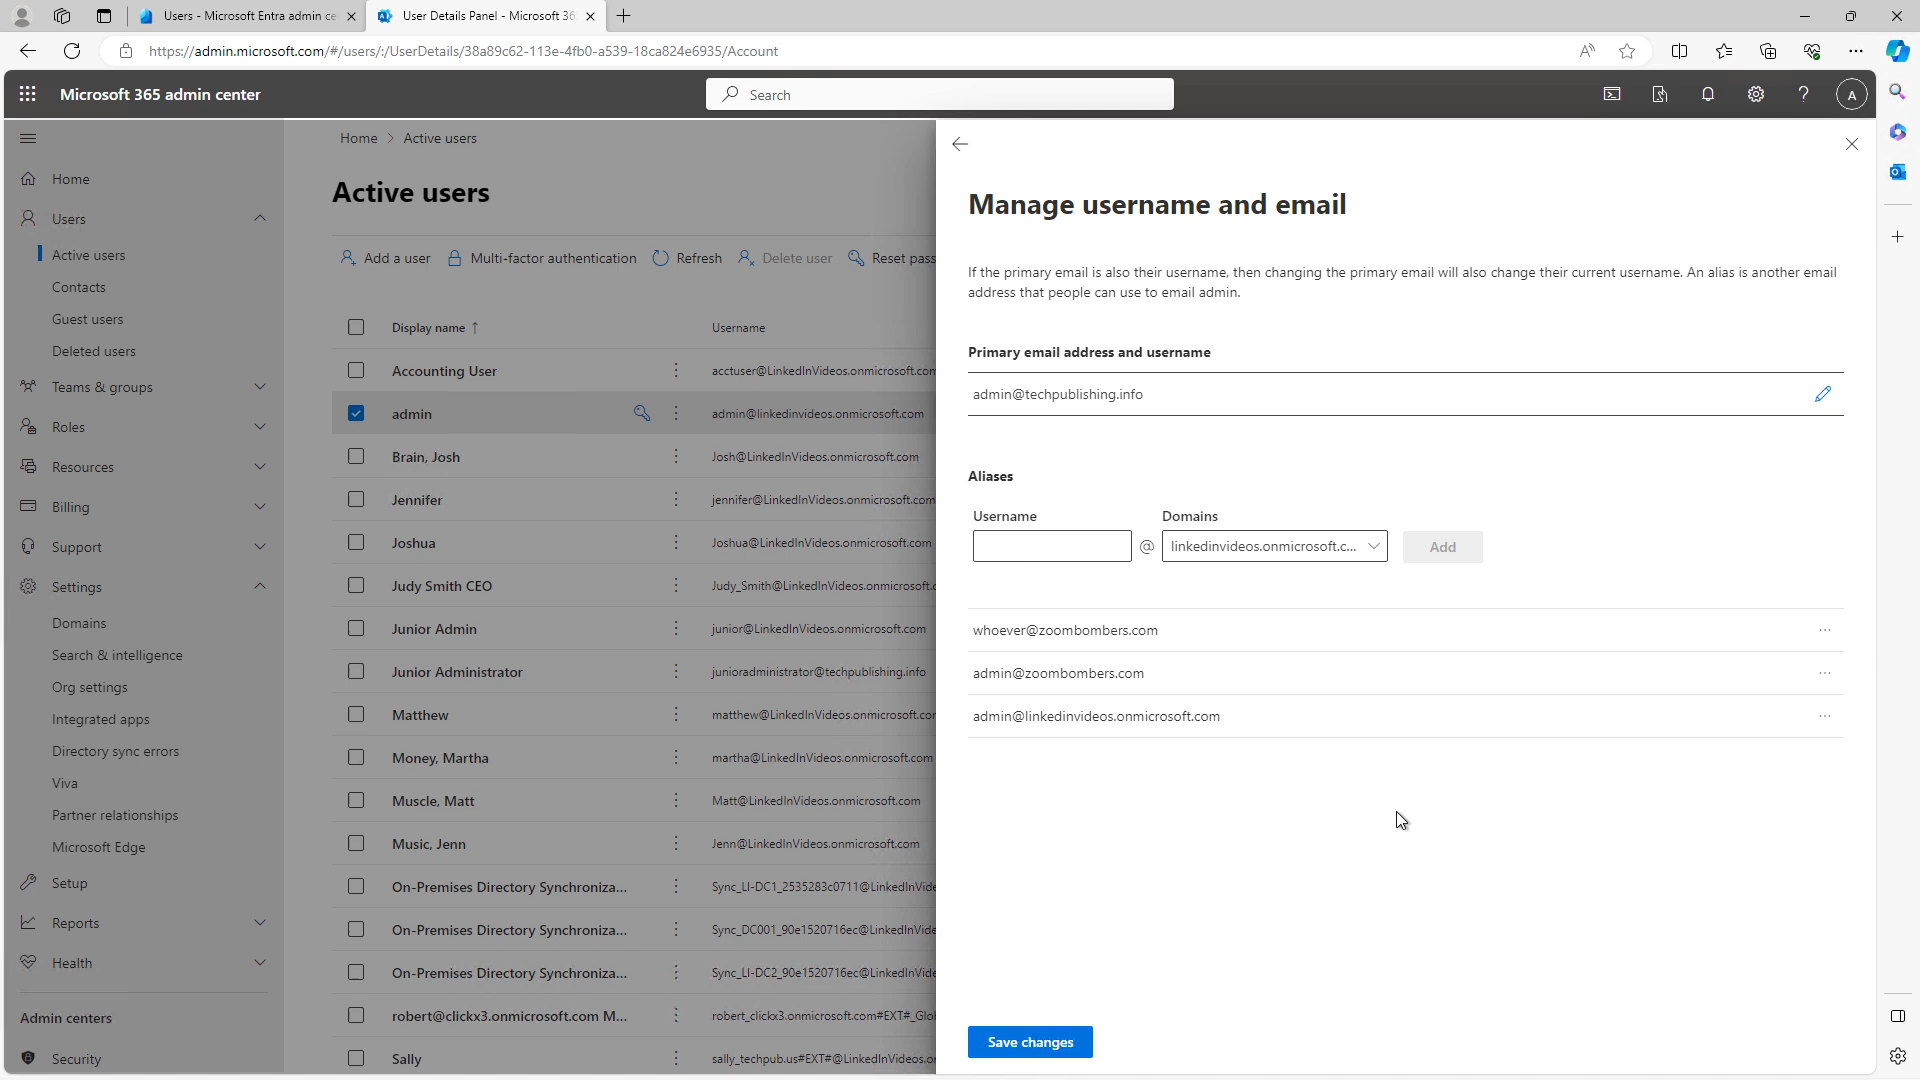 Users - Microsoft Entra admin ce
User Details Panel - Microsoft 36
https://admin.microsoft.com/#/users/:/UserDetails/38a89c62-113e-4fb0-a539-18ca824e6935/Account
Microsoft 365 admin center
Search
A
Home
Users
Active users
Contacts
Guest users
Deleted users
Teams & groups
Roles
Resources
Billing
Support
Settings
Domains
Search & intelligence
Org settings
Integrated apps
Directory sync errors
Viva
Partner relationships
Microsoft Edge
Setup
Reports
Health
Admin centers
Security
Home > Active users
Active users
Add a user Multi-factor authentication Refresh Delete user Reset pass
Display name ↑ Username
Accounting User acctuser@LinkedInVideos.onmicrosoft.com
admin admin@linkedinvideos.onmicrosoft.com
Brain, Josh Josh@LinkedInVideos.onmicrosoft.com
Jennifer jennifer@LinkedInVideos.onmicrosoft.com
Joshua Joshua@LinkedInVideos.onmicrosoft.com
Judy Smith CEO Judy_Smith@LinkedInVideos.onmicrosoft.c
Junior Admin junior@LinkedInVideos.onmicrosoft.com
Junior Administrator junioradministrator@techpublishing.info
Matthew matthew@LinkedInVideos.onmicrosoft.cor
Money, Martha martha@LinkedInVideos.onmicrosoft.com
Muscle, Matt Matt@LinkedInVideos.onmicrosoft.com
Music, Jenn Jenn@LinkedInVideos.onmicrosoft.com
On-Premises Directory Synchroniza... Sync_LI-DC1_2535283c0711@LinkedInVide
On-Premises Directory Synchroniza... Sync_DC001_90e1520716ec@LinkedInVide
On-Premises Directory Synchroniza... Sync_LI-DC2_90e1520716ec@LinkedInVide
robert@clickx3.onmicrosoft.com M... robert_clickx3.onmicrosoft.com#EXT#_Glo
Sally sally_techpub.us#EXT#@LinkedInVideos.o
Manage username and email
If the primary email is also their username, then changing the primary email will also change their current username. An alias is another email
address that people can use to email admin.
Primary email address and username
admin@techpublishing.info
Aliases
Username Domains
@ linkedinvideos.onmicrosoft.c... Add
whoever@zoombombers.com
admin@zoombombers.com
admin@linkedinvideos.onmicrosoft.com
Save changes